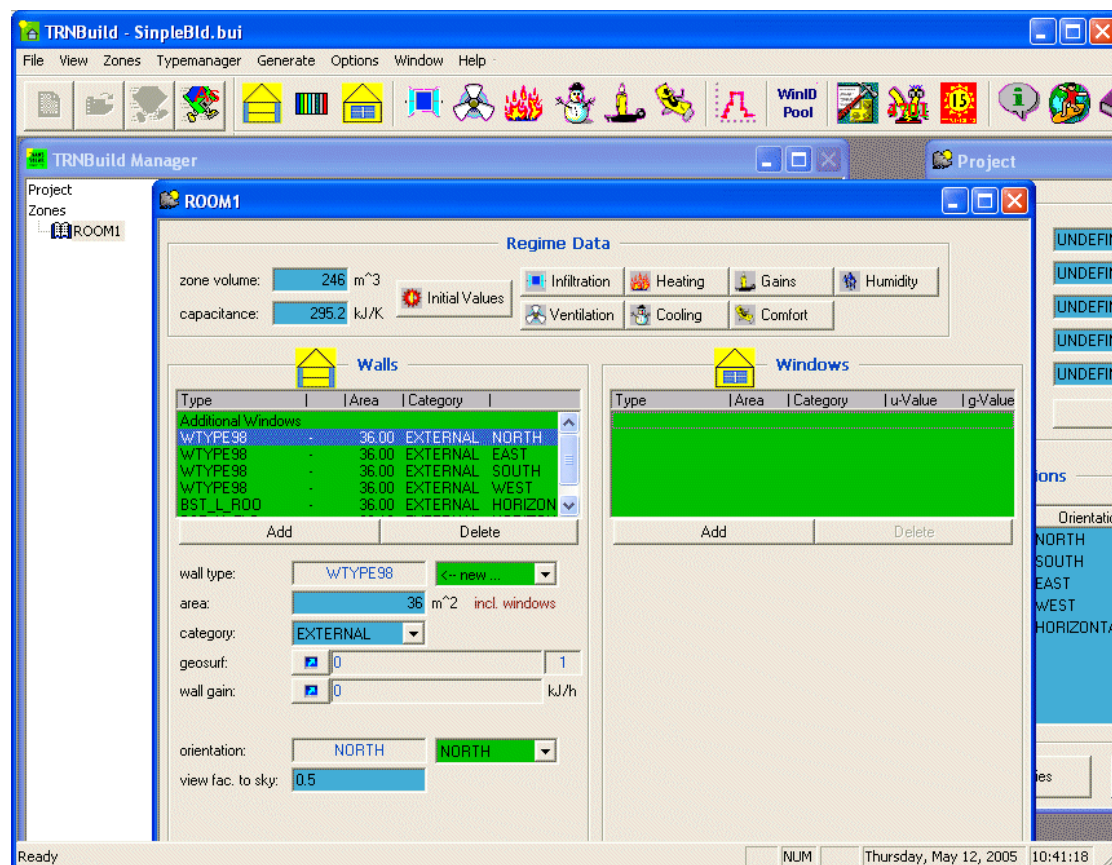 TRNBuild - SinpleBld.bui
File View Zones Typemanager Generate Options Window Help
WinID Pool
15
TRNBuild Manager
Project
Project
Zones
ROOM1
ROOM1
Regime Data
zone volume: 246 m^3
capacitance: 295.2 kJ/K
Initial Values
Infiltration Heating Gains Humidity
Ventilation Cooling Comfort
Walls
Type | | Area | Category |
Additional Windows
WTYPE98 - 36.00 EXTERNAL NORTH
WTYPE98 - 36.00 EXTERNAL EAST
WTYPE98 - 36.00 EXTERNAL SOUTH
WTYPE98 - 36.00 EXTERNAL WEST
BST_L_ROO 36.00 EXTERNAL HORIZON
Add Delete
wall type: WTYPE98 <-- new ...
area: 36 m^2 incl. windows
category: EXTERNAL
geosurf: 0 1
wall gain: 0 kJ/h
orientation: NORTH NORTH
view fac. to sky: 0.5
Windows
Type | Area | Category | u-Value | g-Value
Add Delete
UNDEFIN
UNDEFIN
UNDEFIN
UNDEFIN
UNDEFIN
ions
Orientatio
NORTH
SOUTH
EAST
WEST
HORIZONTA
ies
Ready NUM Thursday, May 12, 2005 10:41:18